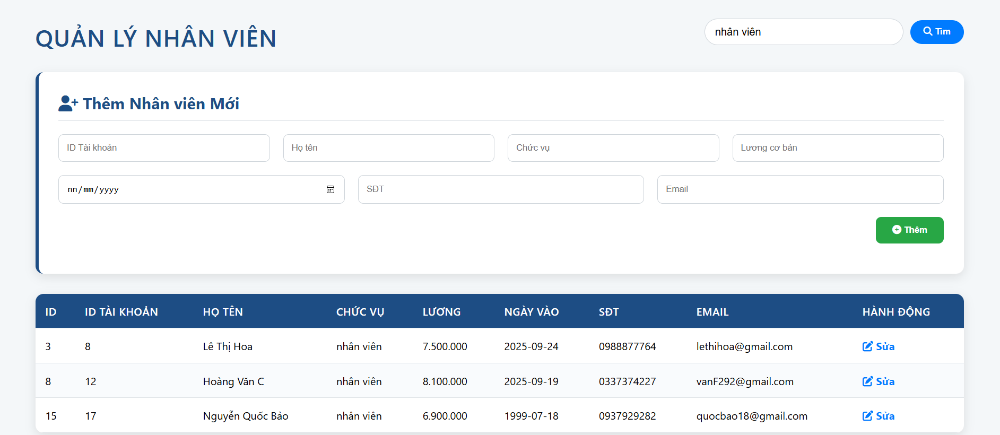 QUẢN LÝ NHÂN VIÊN
nhân viên
Tìm
Thêm Nhân viên Mới
ID Tài khoản
Họ tên
Chức vụ
Lương cơ bản
nn/mm/yyyy
SĐT
Email
Thêm
ID ID TÀI KHOẢN HỌ TÊN CHỨC VỤ LƯƠNG NGÀY VÀO SĐT EMAIL HÀNH ĐỘNG
3 8 Lê Thị Hoa nhân viên 7.500.000 2025-09-24 0988877764 lethihoa@gmail.com Sửa
8 12 Hoàng Văn C nhân viên 8.100.000 2025-09-19 0337374227 vanF292@gmail.com Sửa
15 17 Nguyễn Quốc Bảo nhân viên 6.900.000 1999-07-18 0937929282 quocbao18@gmail.com Sửa